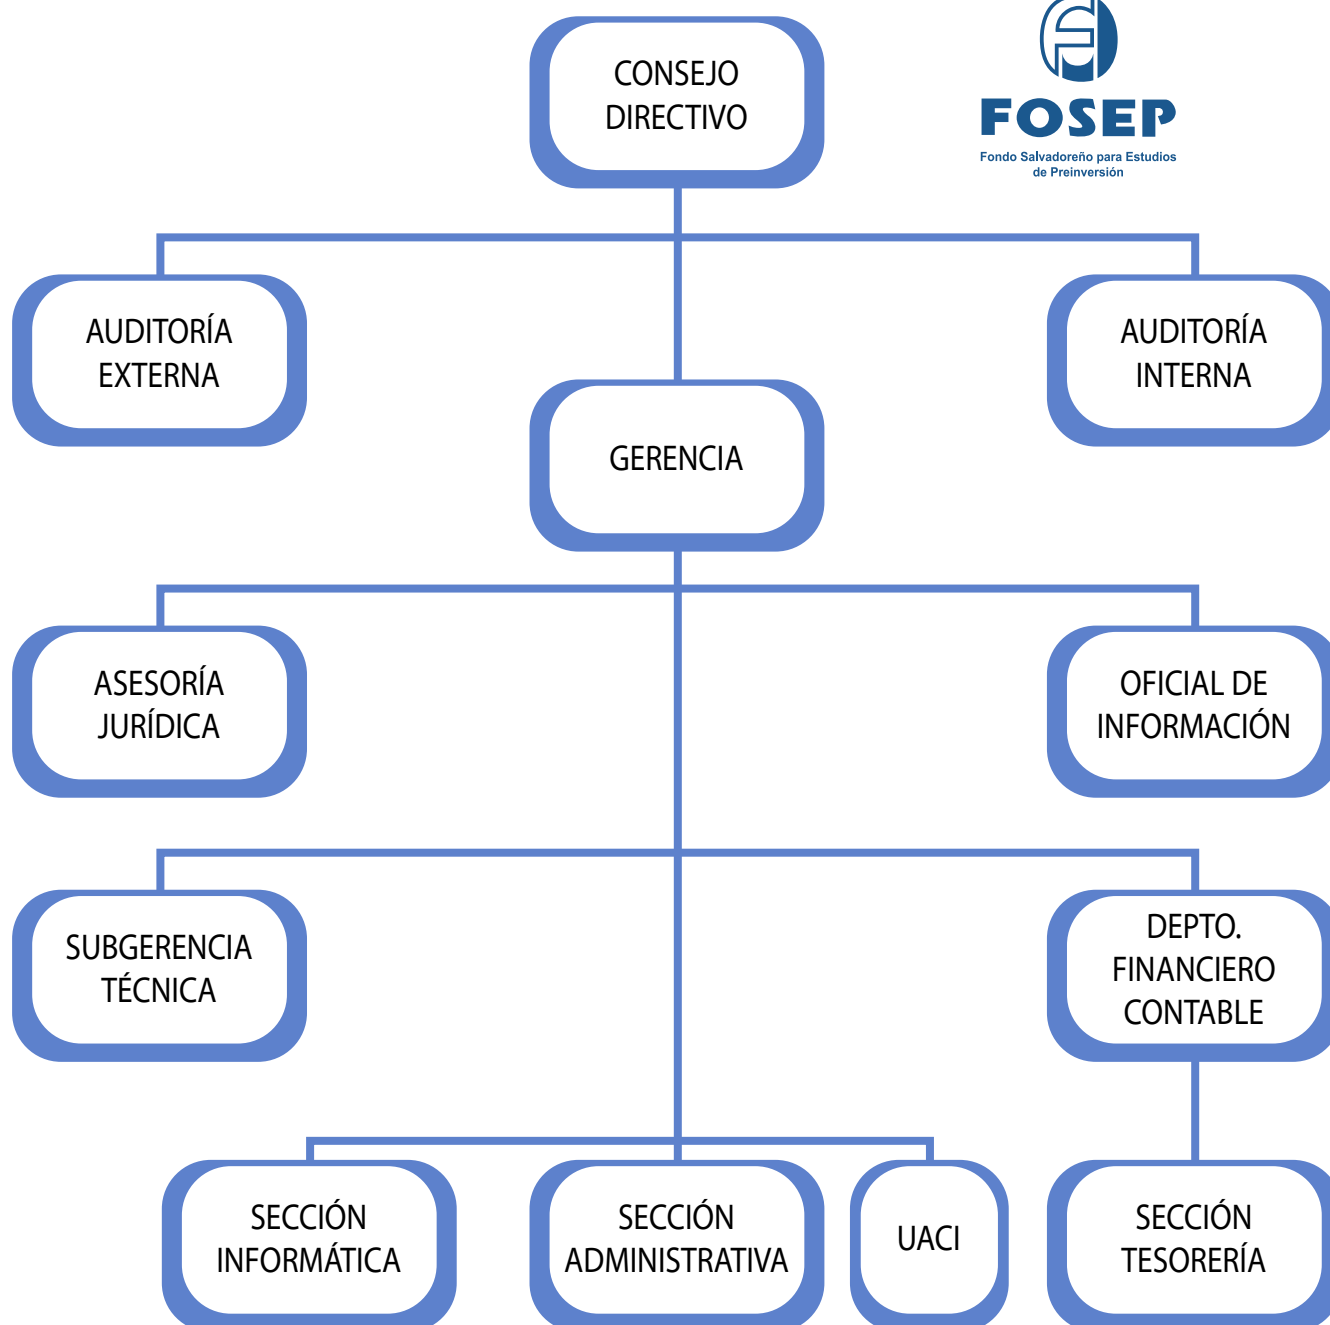 CONSEJO
DIRECTIVO
FOSEP
Fondo Salvadoreño para Estudios
de Preinversión
AUDITORÍA
EXTERNA
AUDITORÍA
INTERNA
GERENCIA
ASESORÍA
JURÍDICA
OFICIAL DE
INFORMACIÓN
SUBGERENCIA
TÉCNICA
DEPTO.
FINANCIERO
CONTABLE
SECCIÓN
INFORMÁTICA
SECCIÓN
ADMINISTRATIVA
UACI
SECCIÓN
TESORERÍA